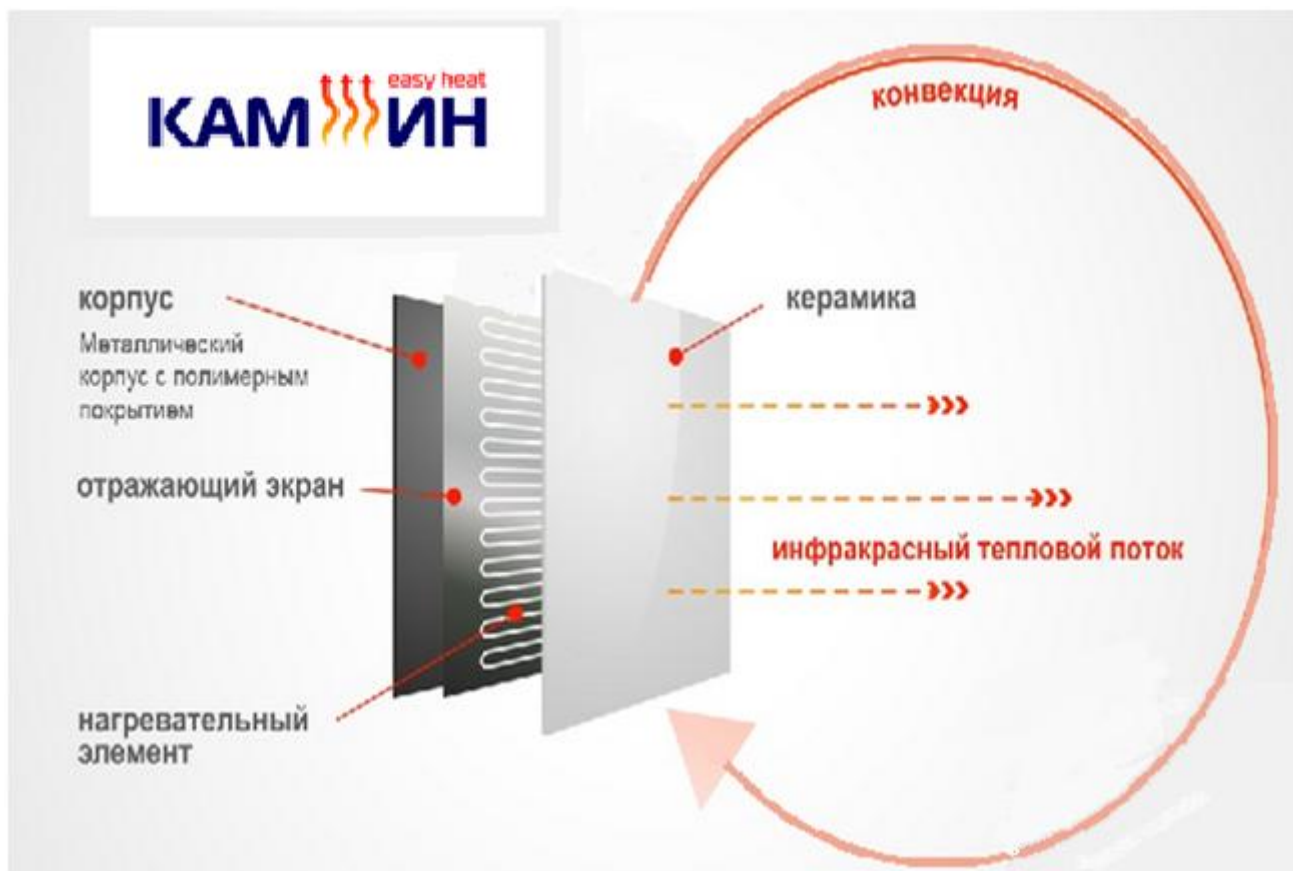 easy heat
КАМИН
конвекция
корпус
Металлический
корпус с полимерным
покрытием
керамика
отражающий экран
инфракрасный тепловой поток
нагревательный
элемент